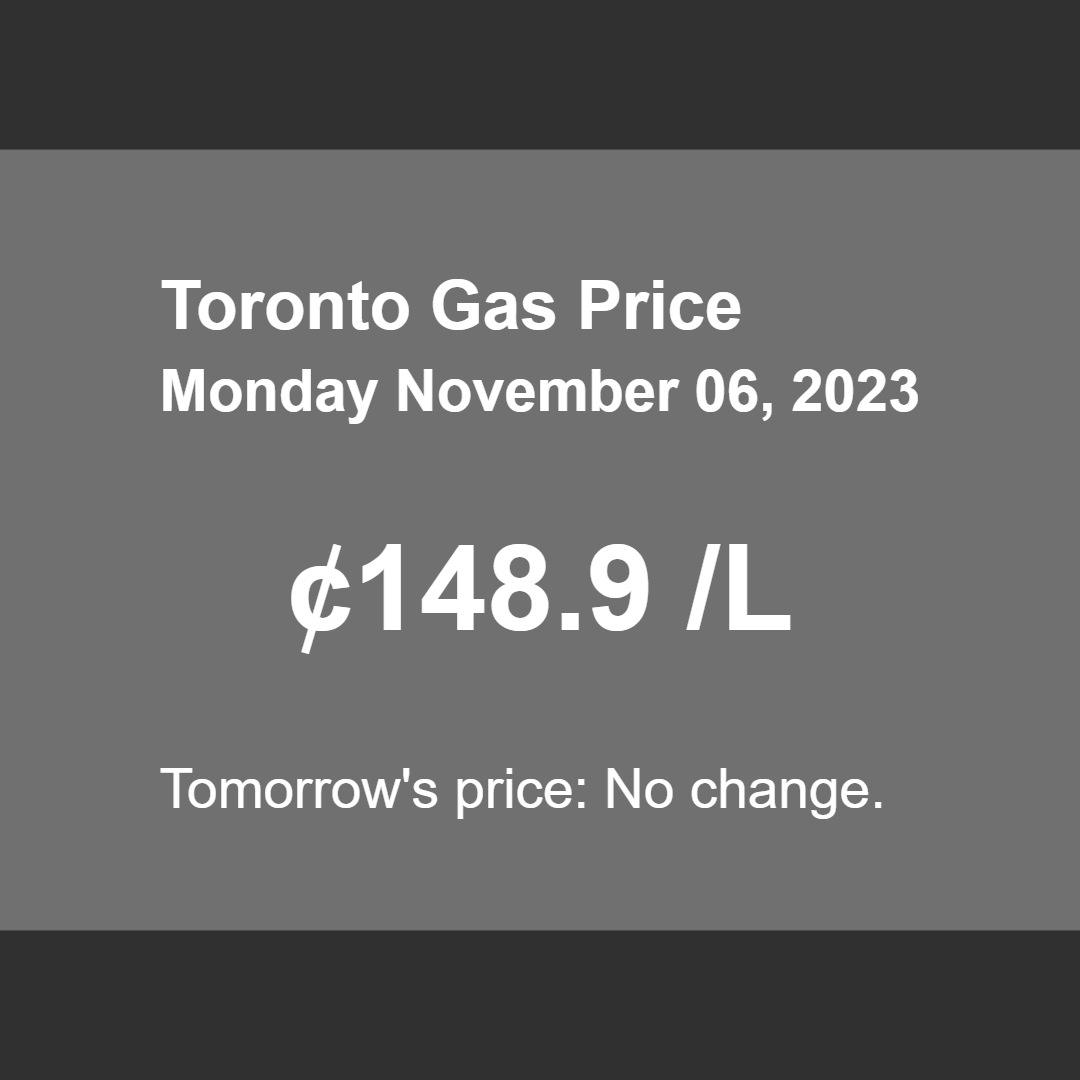 Toronto Gas Price
Monday November 06, 2023
¢148.9 /L
Tomorrow's price: No change.